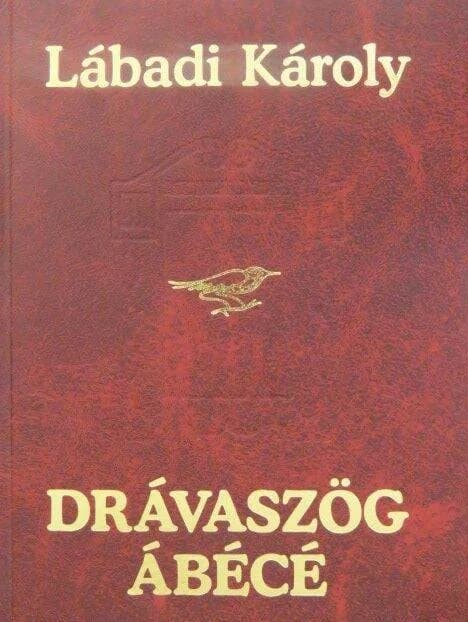 Lábadi Károly
DRÁVASZÖG
ÁBÉCÉ